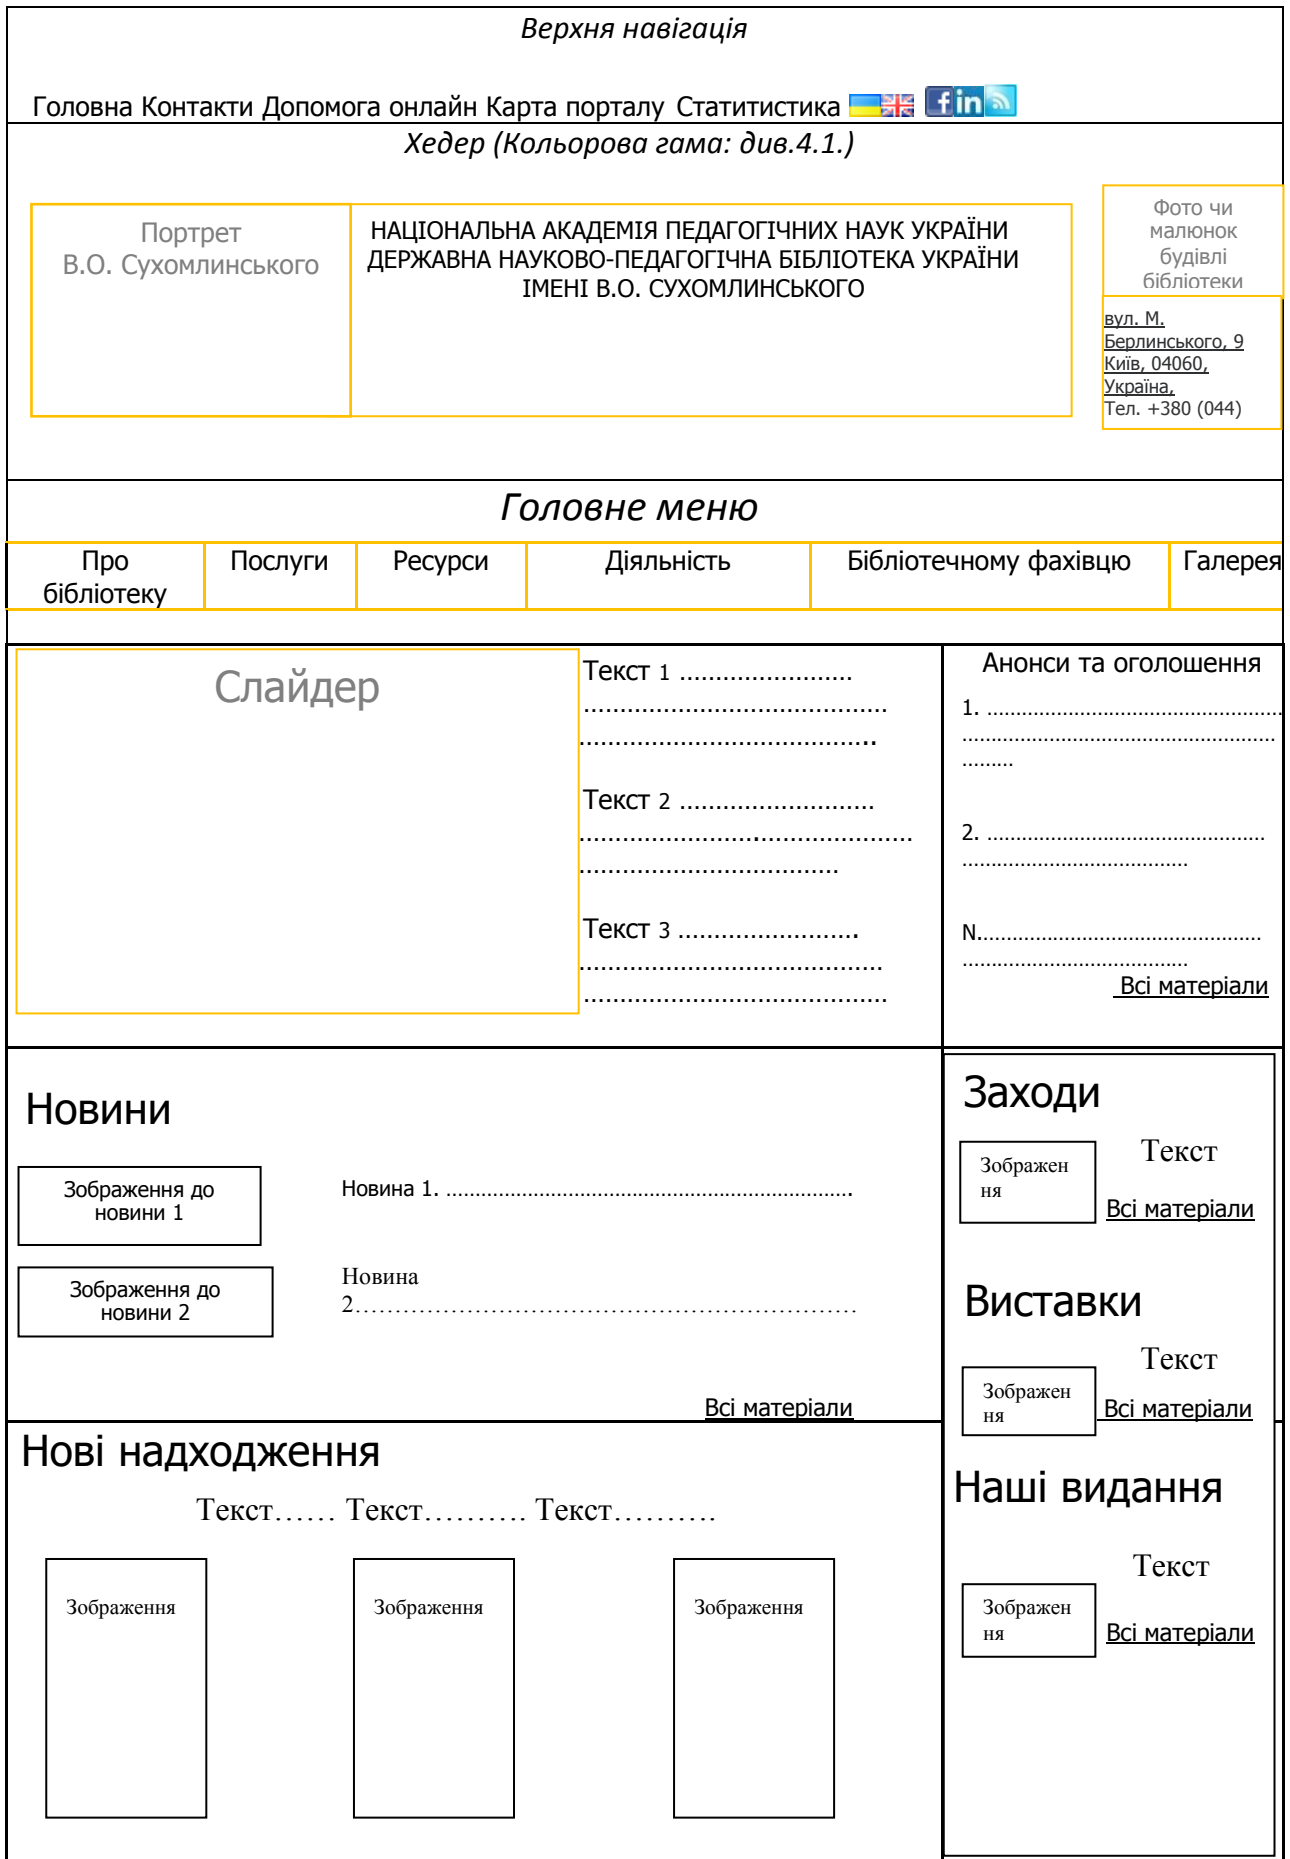 Верхня навігація
Головна Контакти Допомога онлайн Карта порталу Статитистика
Хедер (Кольорова гама: див.4.1.)
Портрет
В.О. Сухомлинського
НАЦІОНАЛЬНА АКАДЕМІЯ ПЕДАГОГІЧНИХ НАУК УКРАЇНИ
ДЕРЖАВНА НАУКОВО-ПЕДАГОГІЧНА БІБЛІОТЕКА УКРАЇНИ
ІМЕНІ В.О. СУХОМЛИНСЬКОГО
Фото чи
малюнок
будівлі
бібліотеки
вул. М.
Берлинського, 9
Київ, 04060,
Україна,
Тел. +380 (044)
Головне меню
Про
бібліотеку
Послуги
Ресурси
Діяльність
Бібліотечному фахівцю
Галерея
Слайдер
Текст 1 ……………………
……………………………………
…………………………………..
Текст 2 ………………………
…………………….…………………
………………………………
Текст 3 …………………….
……………………………………
……………………………………
Анонси та оголошення
1. ……………………………………………
………………………………………………
………
2. …………………………………………
…………………………………
N…………………………………………
…………………………………
Всі матеріали
Новини
Зображення до
новини 1
Новина 1. …………………………………………………………….
Зображення до
новини 2
Новина
2………………………………………………………
Всі матеріали
Заходи
Зображен
ня
Текст
Всі матеріали
Виставки
Текст
Зображен
ня
Всі матеріали
Наші видання
Текст
Зображен
ня
Всі матеріали
Нові надходження
Текст…… Текст………. Текст……….
Зображення
Зображення
Зображення